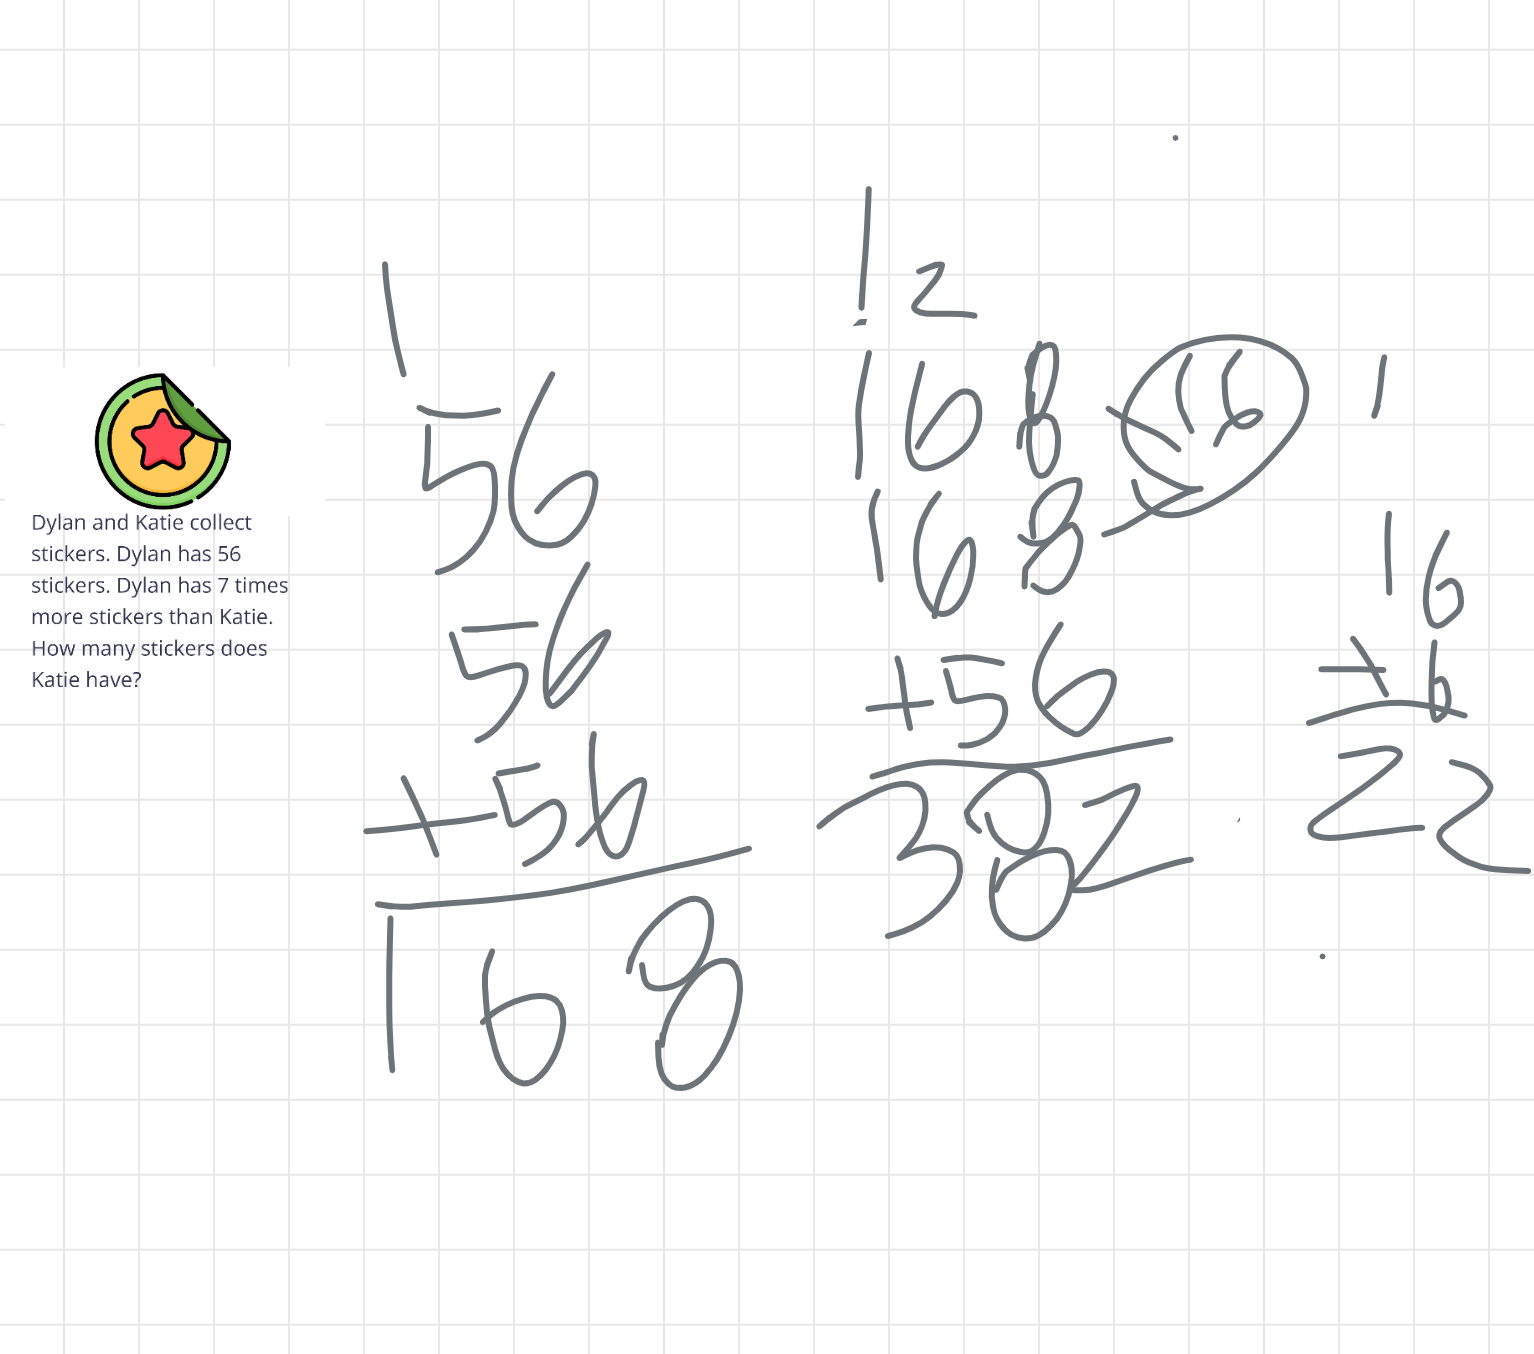 Dylan and Katie collect
stickers. Dylan has 56
stickers. Dylan has 7 times
more stickers than Katie.
How many stickers does
Katie have?
1
56
56
+56
168
1 2
168
168
+56
382
16
1
16
+6
22